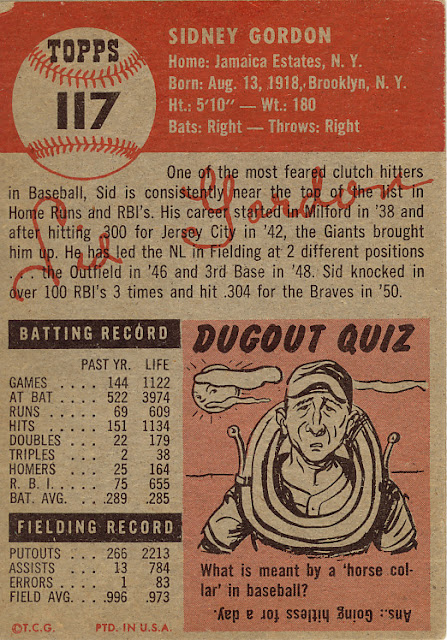 TOPPS
117
SIDNEY GORDON
Home: Jamaica Estates, N. Y.
Born: Aug. 13, 1918, Brooklyn, N. Y.
Ht.: 5'10" — Wt.: 180
Bats: Right — Throws: Right
One of the most feared clutch hitters
in Baseball, Sid is consistently near the top of the list in
Home Runs and RBI's. His career started in Milford in '38 and
after hitting .300 for Jersey City in '42, the Giants brought
him up. He has led the NL in Fielding at 2 different positions
. . . the Outfield in '46 and 3rd Base in '48. Sid knocked in
over 100 RBI's 3 times and hit .304 for the Braves in '50.
Sid Gordon
BATTING RECORD
PAST YR. LIFE
GAMES . . . . 144 1122
AT BAT . . . . 522 3974
RUNS . . . . 69 609
HITS . . . . 151 1134
DOUBLES . . 22 179
TRIPLES . . 2 38
HOMERS . . 25 164
R. B. I. . . . . 75 655
BAT. AVG. . . .289 .285
FIELDING RECORD
PUTOUTS . . 266 2213
ASSISTS . . 13 784
ERRORS . . 1 83
FIELD AVG. . .996 .973
©T.C.G. PTD. IN U.S.A.
DUGOUT QUIZ
What is meant by a 'horse col-
lar' in baseball?
Ans.: Going hitless for a day.